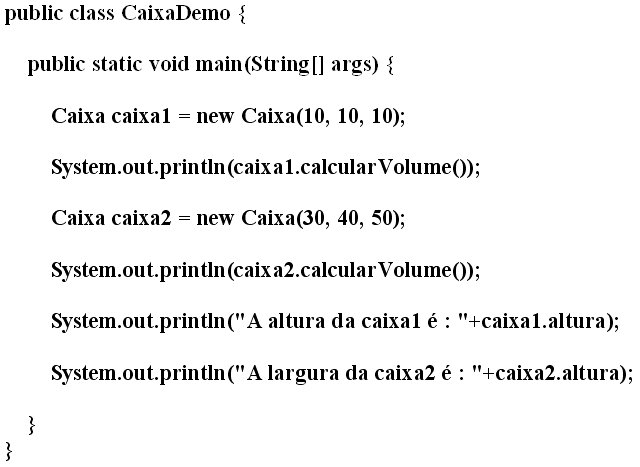 public class CaixaDemo {
public static void main(String[] args) {
Caixa caixa1 = new Caixa(10, 10, 10);
System.out.println(caixa1.calcularVolume());
Caixa caixa2 = new Caixa(30, 40, 50);
System.out.println(caixa2.calcularVolume());
System.out.println("A altura da caixa1 é : "+caixa1.altura);
System.out.println("A largura da caixa2 é : "+caixa2.altura);
}
}